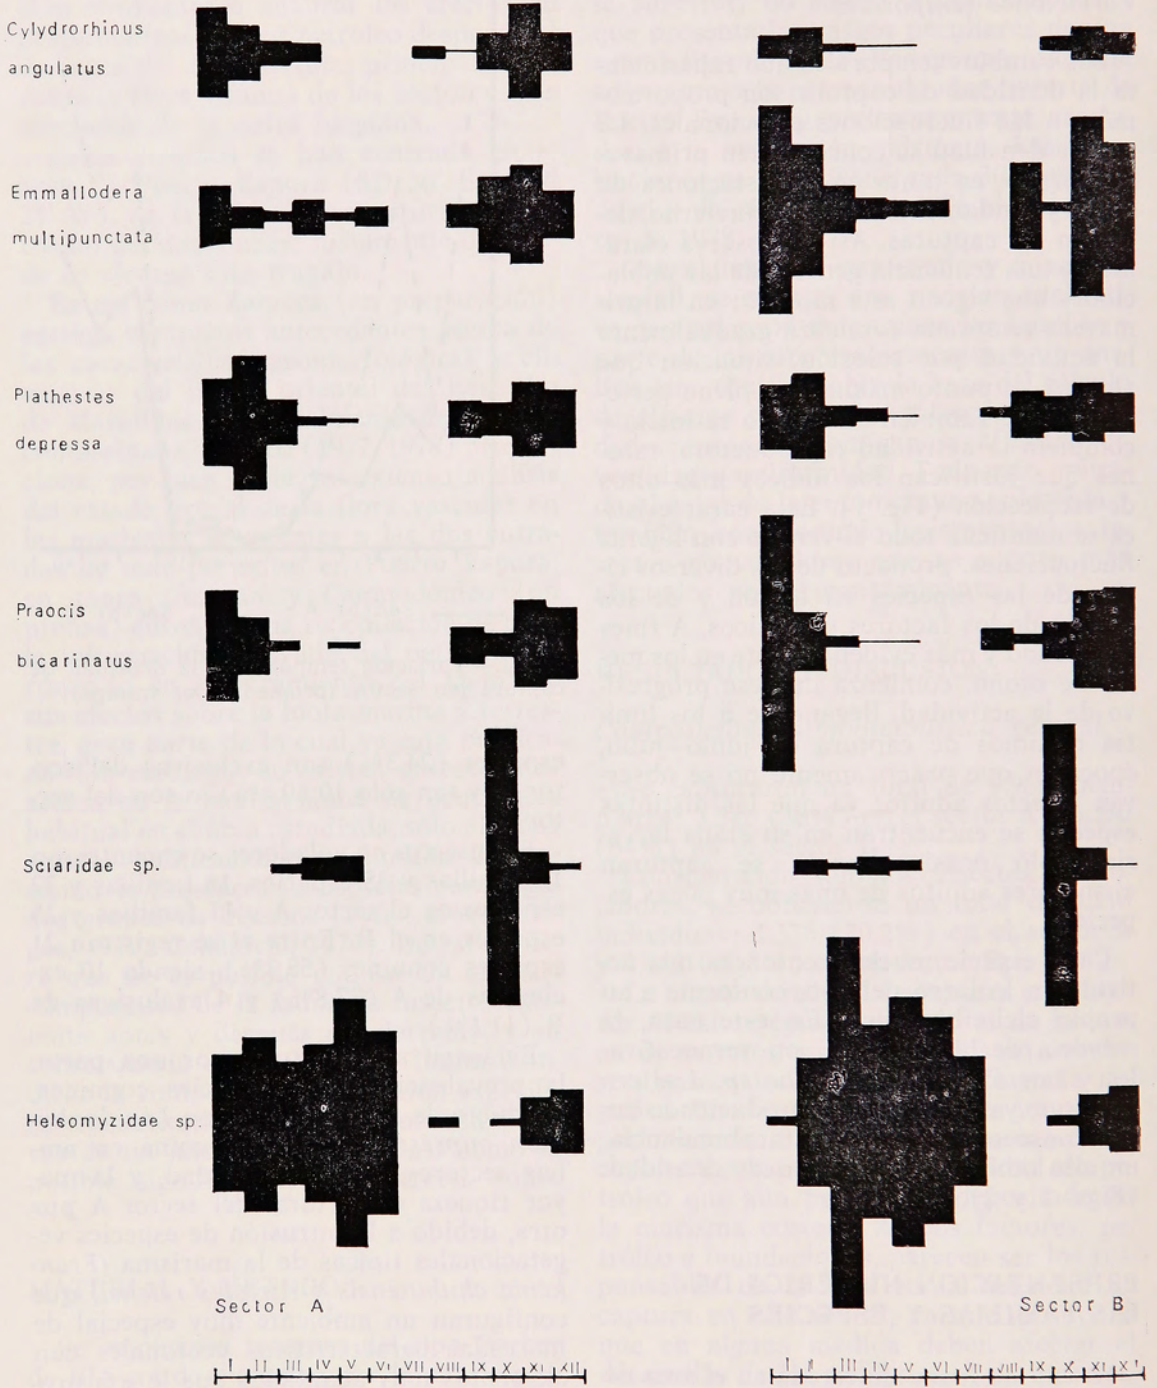 Cylydrorhinus
angulatus
Emmallodera
multipunctata
Plathestes
depressa
Praocis
bicarinatus
Sciaridae sp.
Heleomyzidae sp.
Sector A
Sector B
I II III IV V VI VII VIII IX X XI XII
I II III IV V VI VII VIII IX X XI